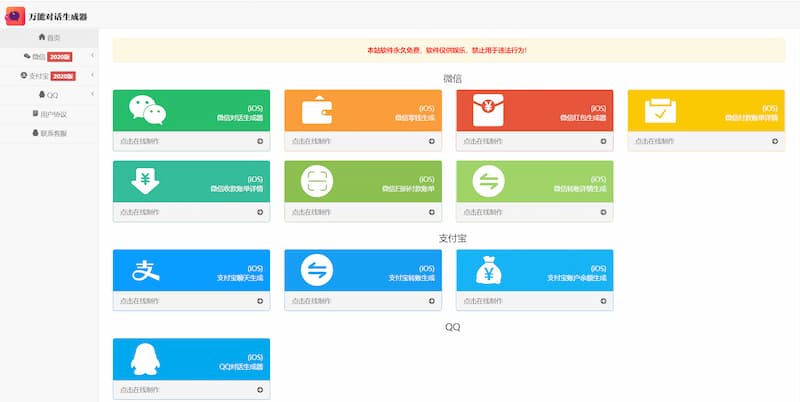 万能对话生成器
首页
微信 2020版
支付宝 2020版
QQ
用户协议
联系客服
本站软件永久免费，软件仅供娱乐，禁止用于违法行为！
微信
(iOS)
微信对话生成器
点击在线制作
(iOS)
微信零钱生成
点击在线制作
(iOS)
微信红包生成器
点击在线制作
(iOS)
微信付款账单详情
点击在线制作
(iOS)
微信收款账单详情
点击在线制作
(iOS)
微信扫码付款账单
点击在线制作
(iOS)
微信转账详情生成
点击在线制作
支付宝
支
(iOS)
支付宝聊天生成
点击在线制作
(iOS)
支付宝转账生成
点击在线制作
(iOS)
支付宝账户余额生成
点击在线制作
QQ
(iOS)
QQ对话生成器
点击在线制作